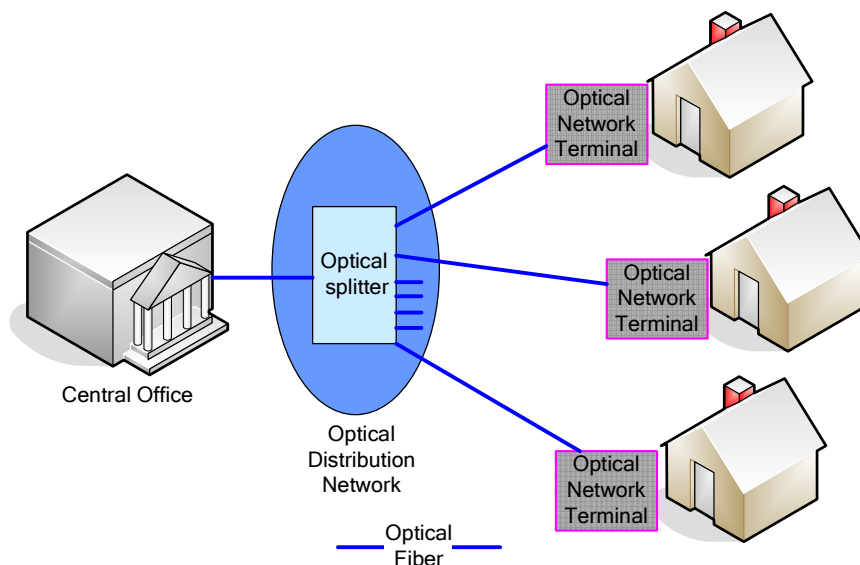 Optical
Network
Terminal
Optical
splitter
Optical
Network
Terminal
Central Office
Optical
Distribution
Network
Optical
Network
Terminal
Optical
Fiber